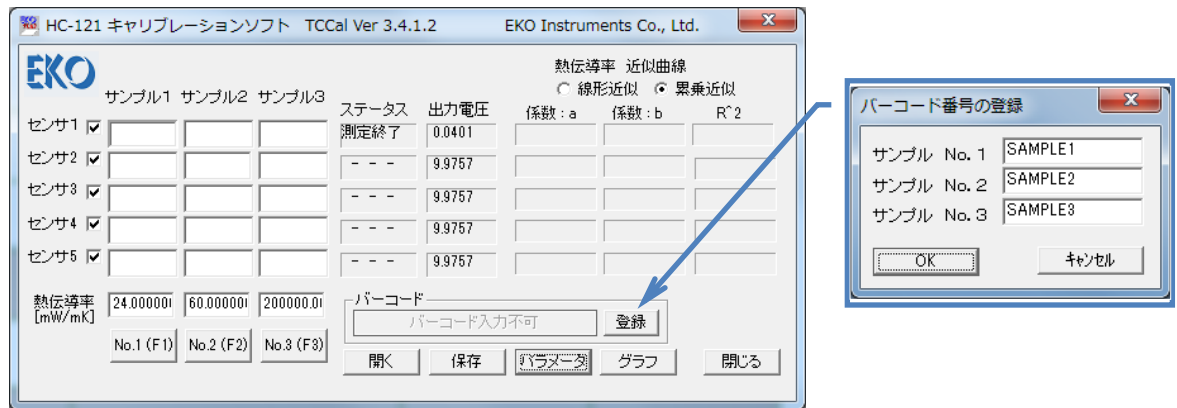 HC-121 キャリブレーションソフト TCCal Ver 3.4.1.2 EKO Instruments Co., Ltd.
EKO
熱伝導率 近似曲線
線形近似 累乗近似
サンプル1 サンプル2 サンプル3 ステータス 出力電圧 係数：a 係数：b R^2
センサ1 測定終了 0.0401
センサ2 - - - 9.9757
センサ3 - - - 9.9757
センサ4 - - - 9.9757
センサ5 - - - 9.9757
熱伝導率 24.00000 60.00000 200000.0
[mW/mK]
No.1 (F1) No.2 (F2) No.3 (F3)
バーコード
バーコード入力不可 登録
開く 保存 パラメータ グラフ 閉じる
バーコード番号の登録
サンプル No. 1 SAMPLE1
サンプル No. 2 SAMPLE2
サンプル No. 3 SAMPLE3
OK キャンセル